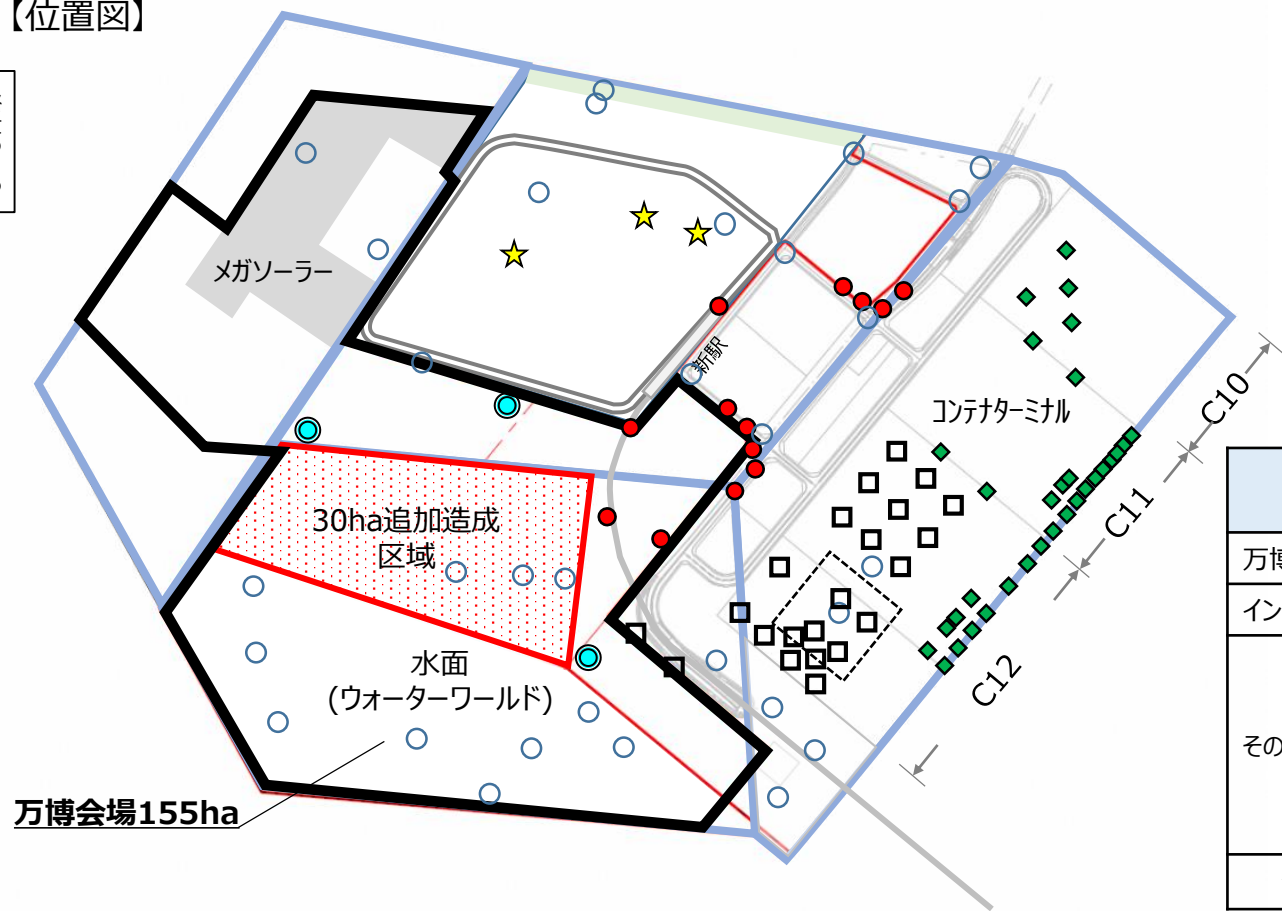 【位置図】
メガソーラー
新駅
コンテナターミナル
C10
C11
C12
30ha追加造成
区域
水面
(ウォーターワールド)
万博会場155ha
万博
イン
その